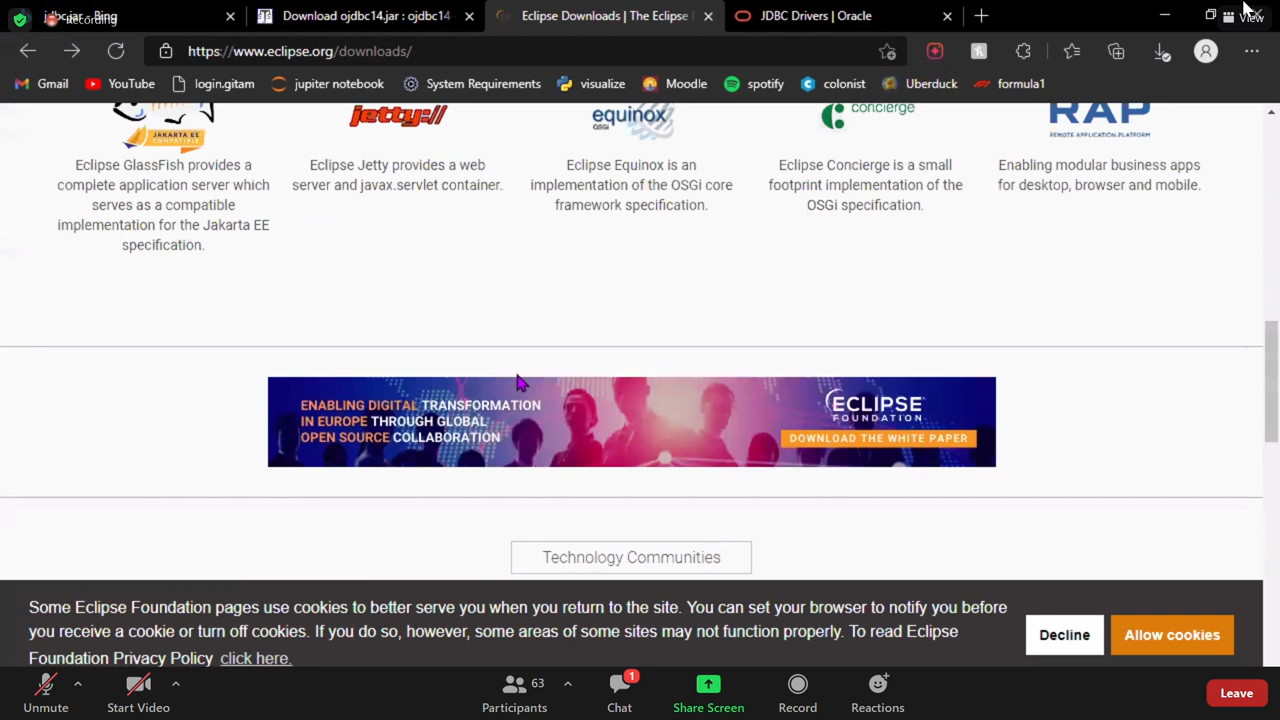 jdbc jar - Bing
Recording
Download ojdbc14.jar : ojdbc14
Eclipse Downloads | The Eclipse
JDBC Drivers | Oracle
View
https://www.eclipse.org/downloads/
Gmail YouTube login.gitam jupiter notebook System Requirements visualize Moodle spotify colonist Uberduck formula1
JAKARTA EE
COMPATIBLE
jetty://
equinox
OSGi
concierge
RAP
REMOTE APPLICATION PLATFORM
Eclipse GlassFish provides a
complete application server which
serves as a compatible
implementation for the Jakarta EE
specification.
Eclipse Jetty provides a web
server and javax.servlet container.
Eclipse Equinox is an
implementation of the OSGi core
framework specification.
Eclipse Concierge is a small
footprint implementation of the
OSGi specification.
Enabling modular business apps
for desktop, browser and mobile.
ENABLING DIGITAL TRANSFORMATION
IN EUROPE THROUGH GLOBAL
OPEN SOURCE COLLABORATION
ECLIPSE
FOUNDATION
DOWNLOAD THE WHITE PAPER
Technology Communities
Some Eclipse Foundation pages use cookies to better serve you when you return to the site. You can set your browser to notify you before
you receive a cookie or turn off cookies. If you do so, however, some areas of some sites may not function properly. To read Eclipse
Foundation Privacy Policy click here.
Decline
Allow cookies
Unmute
Start Video
63
Participants
1
Chat
Share Screen
Record
Reactions
Leave